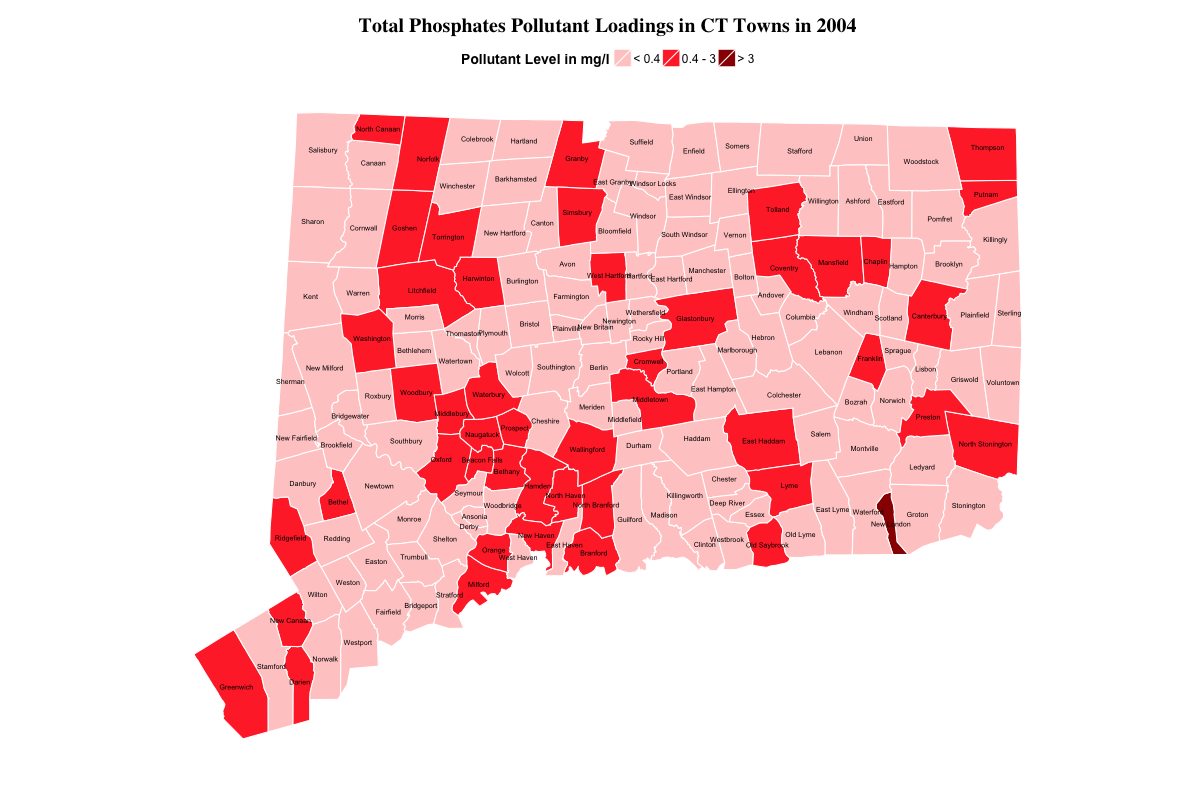 Total Phosphates Pollutant Loadings in CT Towns in 2004
Pollutant Level in mg/l < 0.4 0.4 - 3 > 3
North Canaan
Colebrook
Hartland
Salisbury
Canaan
Norfolk
Granby
Suffield
Enfield
Somers
Stafford
Union
Woodstock
Thompson
Winchester
Barkhamsted
East Granby
Windsor Locks
East Windsor
Ellington
Tolland
Willington
Ashford
Eastford
Putnam
Sharon
Cornwall
Goshen
Torrington
New Hartford
Canton
Simsbury
Bloomfield
Windsor
South Windsor
Vernon
Pomfret
Killingly
Kent
Warren
Litchfield
Harwinton
Burlington
Avon
West Hartford
Hartford
East Hartford
Manchester
Bolton
Coventry
Mansfield
Chaplin
Hampton
Brooklyn
Farmington
Andover
Morris
Washington
Bethlehem
Thomaston
Plymouth
Bristol
Plainville
New Britain
Newington
Wethersfield
Rocky Hill
Glastonbury
Marlborough
Hebron
Columbia
Lebanon
Windham
Scotland
Canterbury
Plainfield
Sterling
New Milford
Sherman
Roxbury
Woodbury
Watertown
Waterbury
Wolcott
Southington
Berlin
Cromwell
Portland
East Hampton
Colchester
Franklin
Sprague
Lisbon
Griswold
Voluntown
Bozrah
Norwich
Preston
Bridgewater
Middlebury
Naugatuck
Prospect
Cheshire
Meriden
Middletown
Middlefield
New Fairfield
Brookfield
Southbury
Oxford
Beacon Falls
Bethany
Wallingford
Durham
Haddam
East Haddam
Salem
Montville
Ledyard
North Stonington
Danbury
Bethel
Newtown
Seymour
Woodbridge
Hamden
North Haven
North Branford
Guilford
Madison
Killingworth
Chester
Deep River
Essex
Lyme
East Lyme
Waterford
New London
Groton
Stonington
Ridgefield
Redding
Monroe
Ansonia
Derby
Shelton
Orange
New Haven
West Haven
East Haven
Branford
Clinton
Westbrook
Old Saybrook
Old Lyme
Easton
Trumbull
Weston
Wilton
Fairfield
Bridgeport
Stratford
Milford
New Canaan
Westport
Norwalk
Stamford
Darien
Greenwich